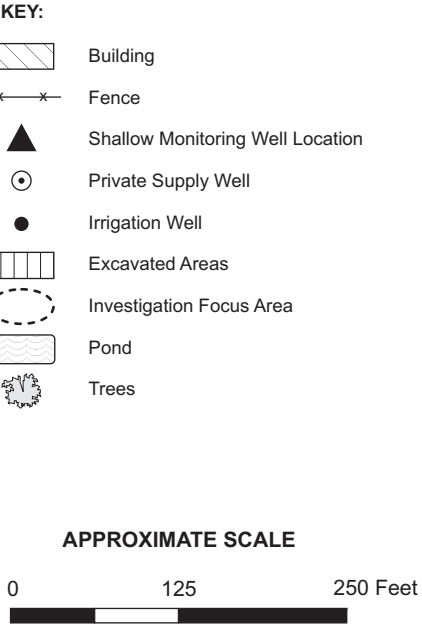 KEY:
Building
x x Fence
Shallow Monitoring Well Location
Private Supply Well
Irrigation Well
Excavated Areas
Investigation Focus Area
Pond
Trees
APPROXIMATE SCALE
0 125 250 Feet